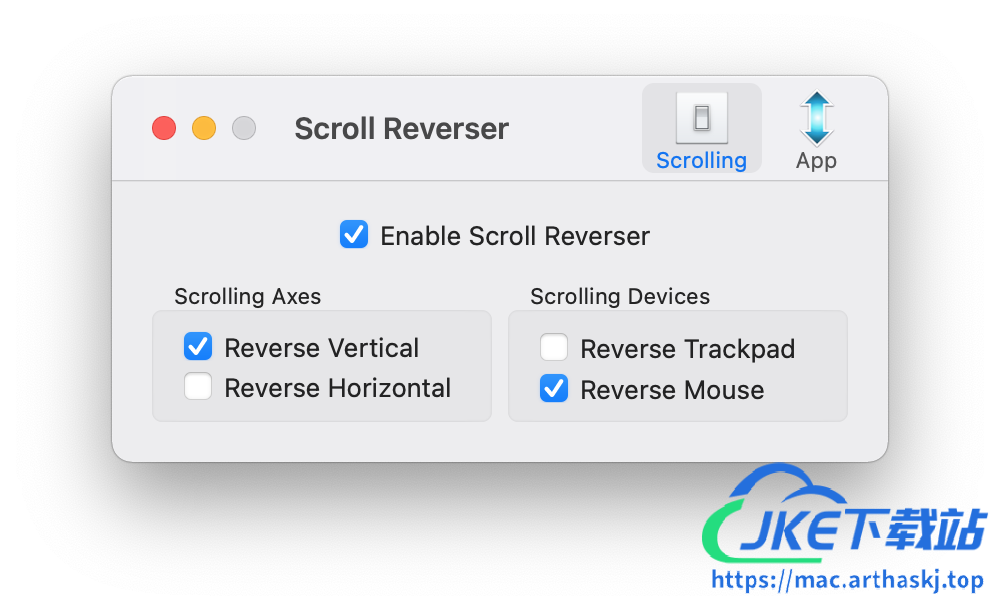 Scroll Reverser
Scrolling
App
Enable Scroll Reverser
Scrolling Axes
Scrolling Devices
Reverse Vertical
Reverse Trackpad
Reverse Horizontal
Reverse Mouse
JKE下载站
https://mac.arthaskj.top